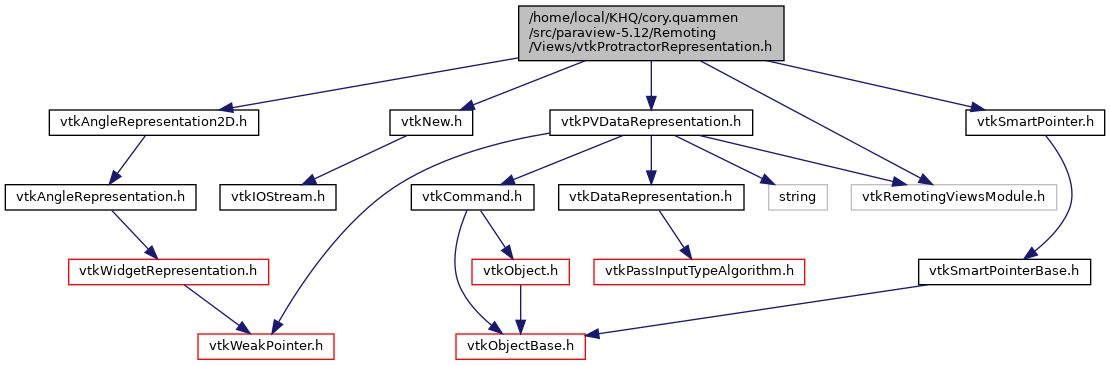 /home/local/KHQ/cory.quammen
/src/paraview-5.12/Remoting
/Views/vtkProtractorRepresentation.h
vtkAngleRepresentation2D.h
vtkNew.h
vtkPVDataRepresentation.h
vtkSmartPointer.h
vtkAngleRepresentation.h
vtkIOStream.h
vtkCommand.h
vtkDataRepresentation.h
string
vtkRemotingViewsModule.h
vtkWidgetRepresentation.h
vtkObject.h
vtkPassInputTypeAlgorithm.h
vtkSmartPointerBase.h
vtkWeakPointer.h
vtkObjectBase.h